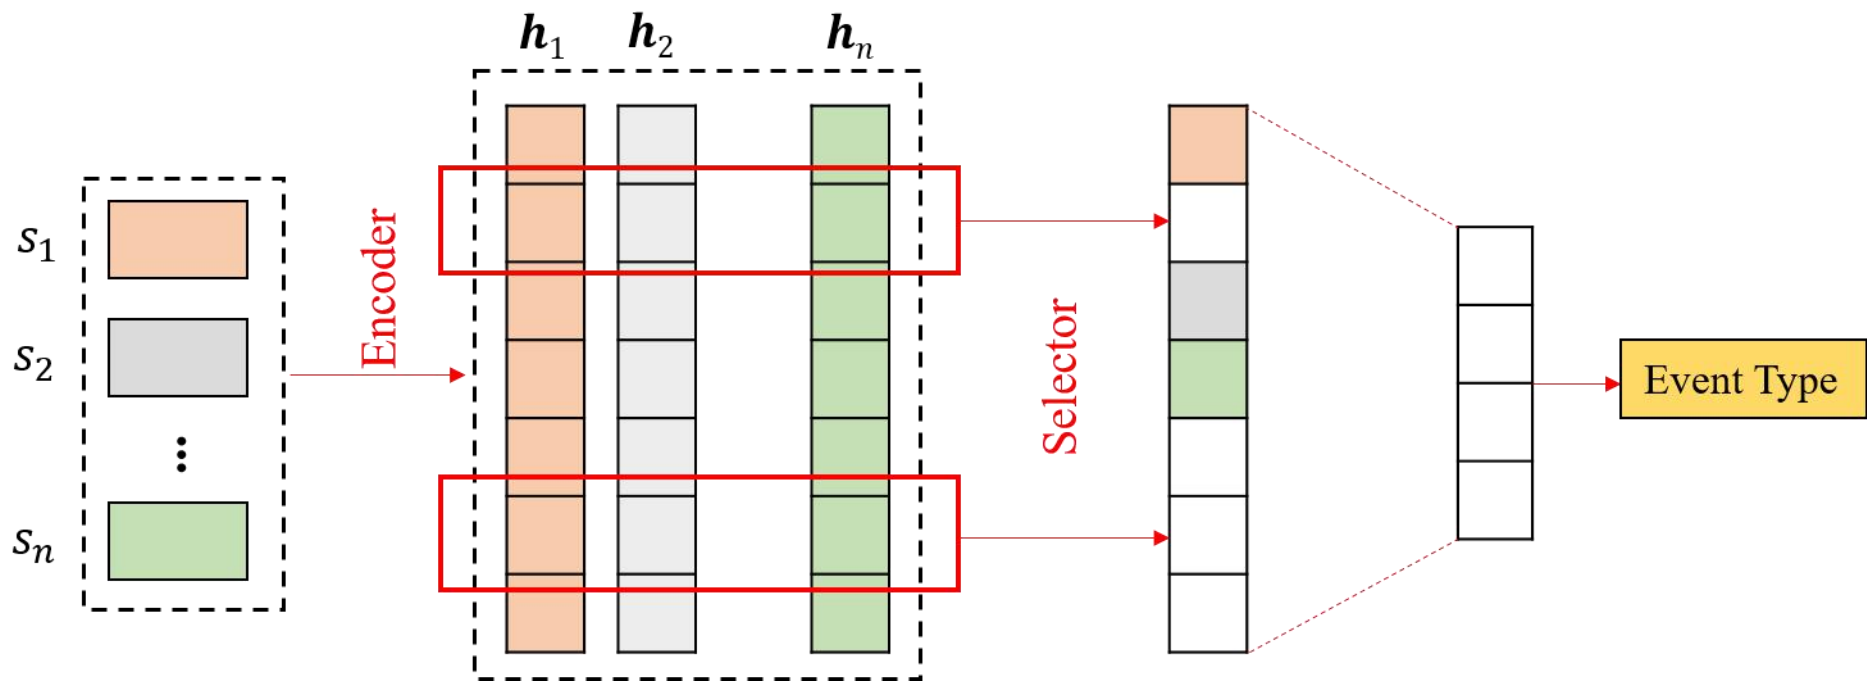 h₁ h₂ hₙ
s₁
s₂
⋮
sₙ
Encoder
Selector
Event Type